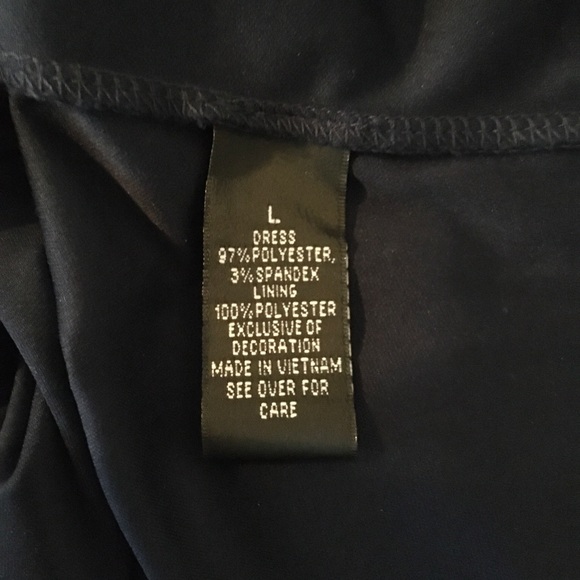 L
DRESS
97%POLYESTER,
3%SPANDEX
LINING
100%POLYESTER
EXCLUSIVE OF
DECORATION
MADE IN VIETNAM
SEE OVER FOR
CARE